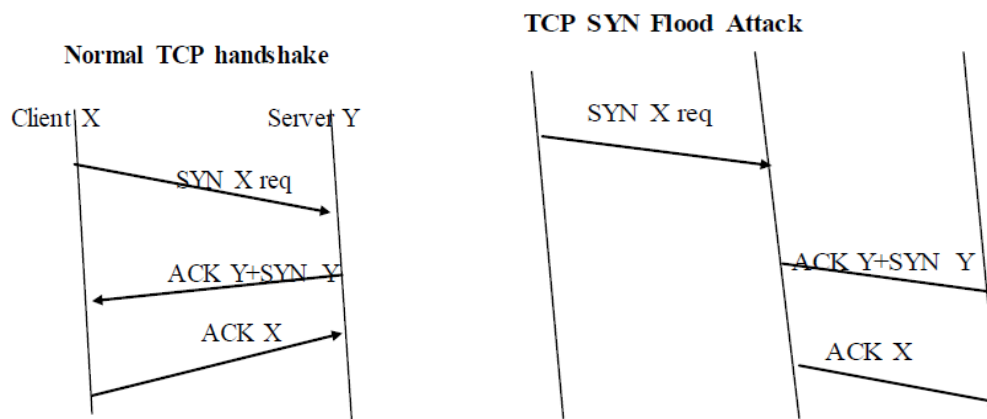 Normal TCP handshake
Client X
Server Y
SYN X req
ACK Y+SYN Y
ACK X
TCP SYN Flood Attack
SYN X req
ACK Y+SYN Y
ACK X